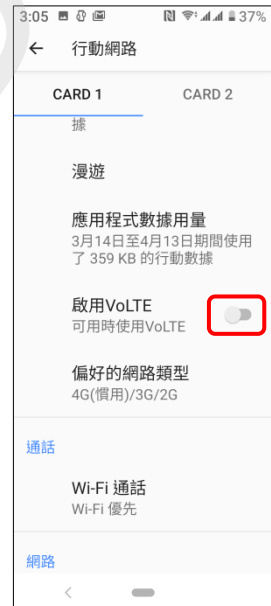 3:05 37%
行動網路
CARD 1 CARD 2
據
漫遊
應用程式數據用量
3月14日至4月13日期間使用
了 359 KB 的行動數據
啟用VoLTE
可用時使用VoLTE
偏好的網路類型
4G(慣用)/3G/2G
通話
Wi-Fi 通話
Wi-Fi 優先
網路